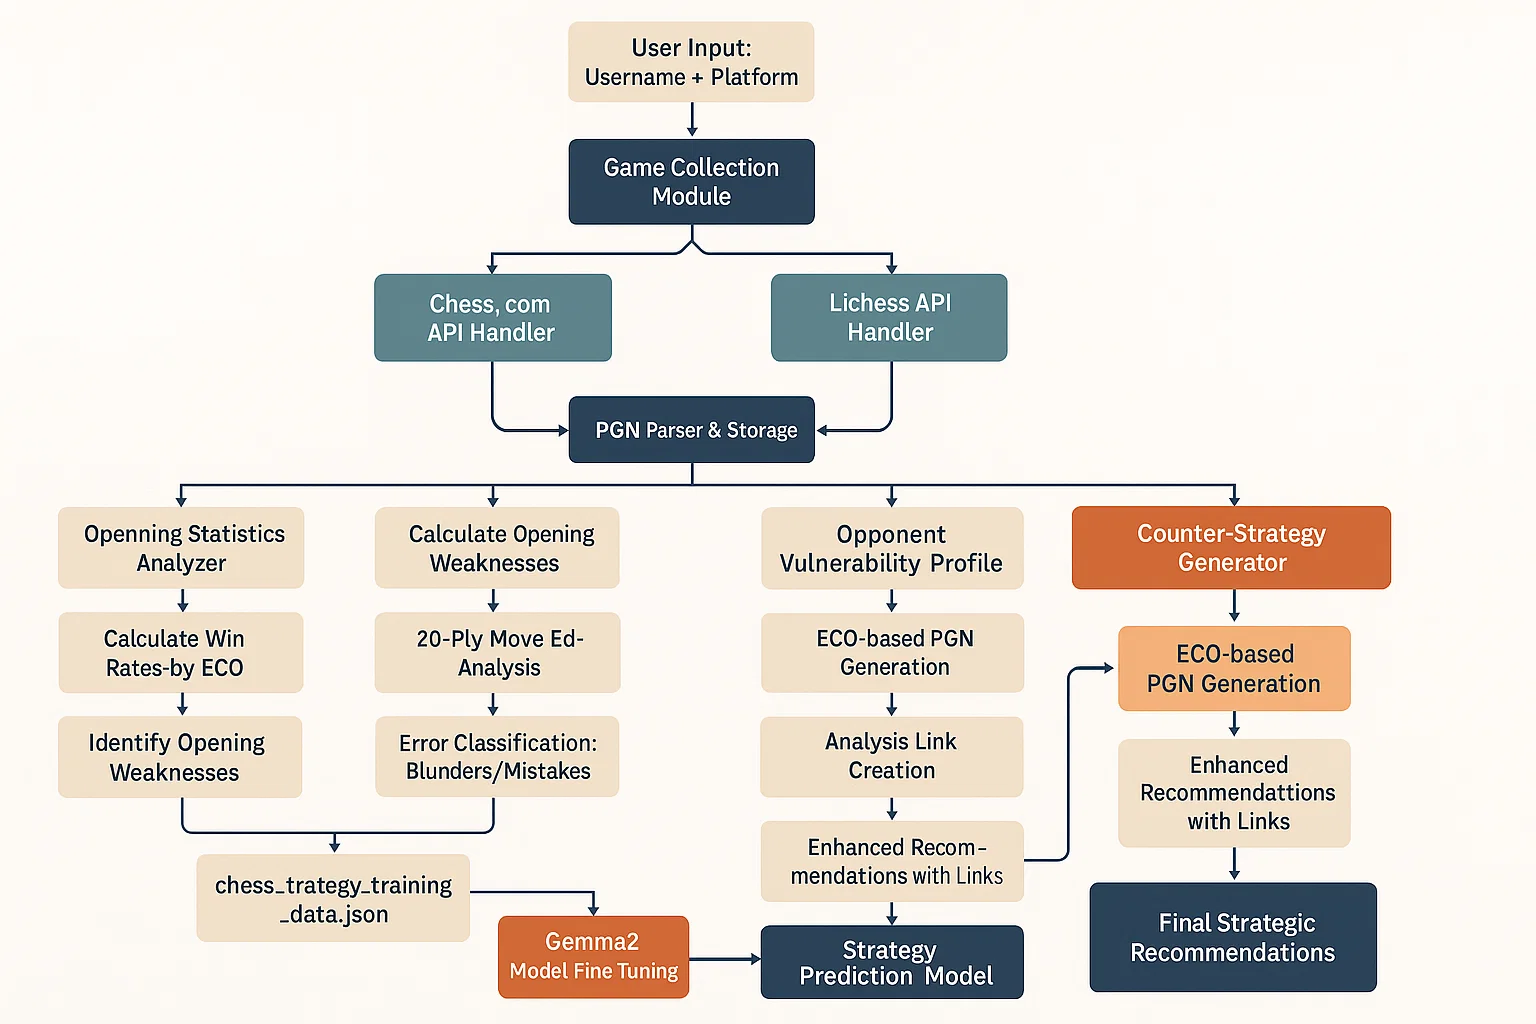 User Input:
Username + Platform
Game Collection
Module
Chess, com
API Handler
Lichess API
Handler
PGN Parser & Storage
Openning Statistics
Analyzer
Calculate Opening
Weaknesses
Opponent
Vulnerability Profile
Counter-Strategy
Generator
Calculate Win
Rates-by ECO
20-Ply Move Ed-
Analysis
ECO-based PGN
Generation
ECO-based
PGN Generation
Identify Opening
Weaknesses
Error Classification:
Blunders/Mistakes
Analysis Link
Creation
Enhanced
Recommendattions
with Links
chess_trategy_training
_data.json
Enhanced Recom-
mendations with Links
Gemma2
Model Fine Tuning
Strategy
Prediction Model
Final Strategic
Recommendations